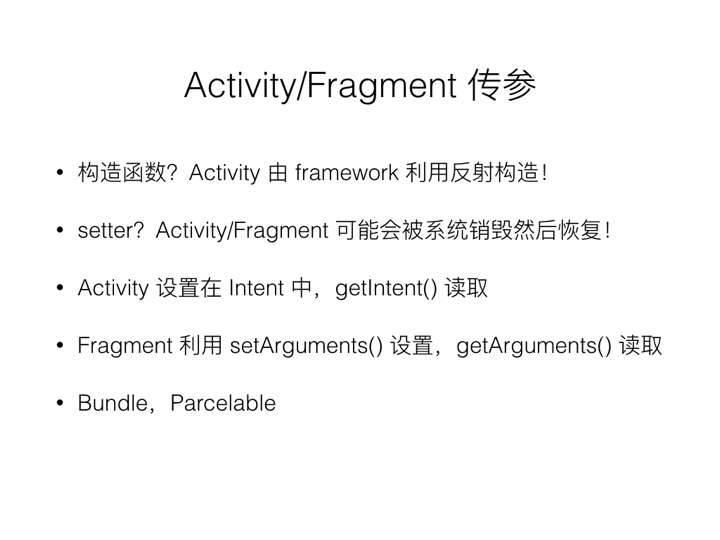 Activity/Fragment 传参
• 构造函数？Activity 由 framework 利用反射构造！
• setter？Activity/Fragment 可能会被系统销毁然后恢复！
• Activity 设置在 Intent 中，getIntent() 读取
• Fragment 利用 setArguments() 设置，getArguments() 读取
• Bundle，Parcelable